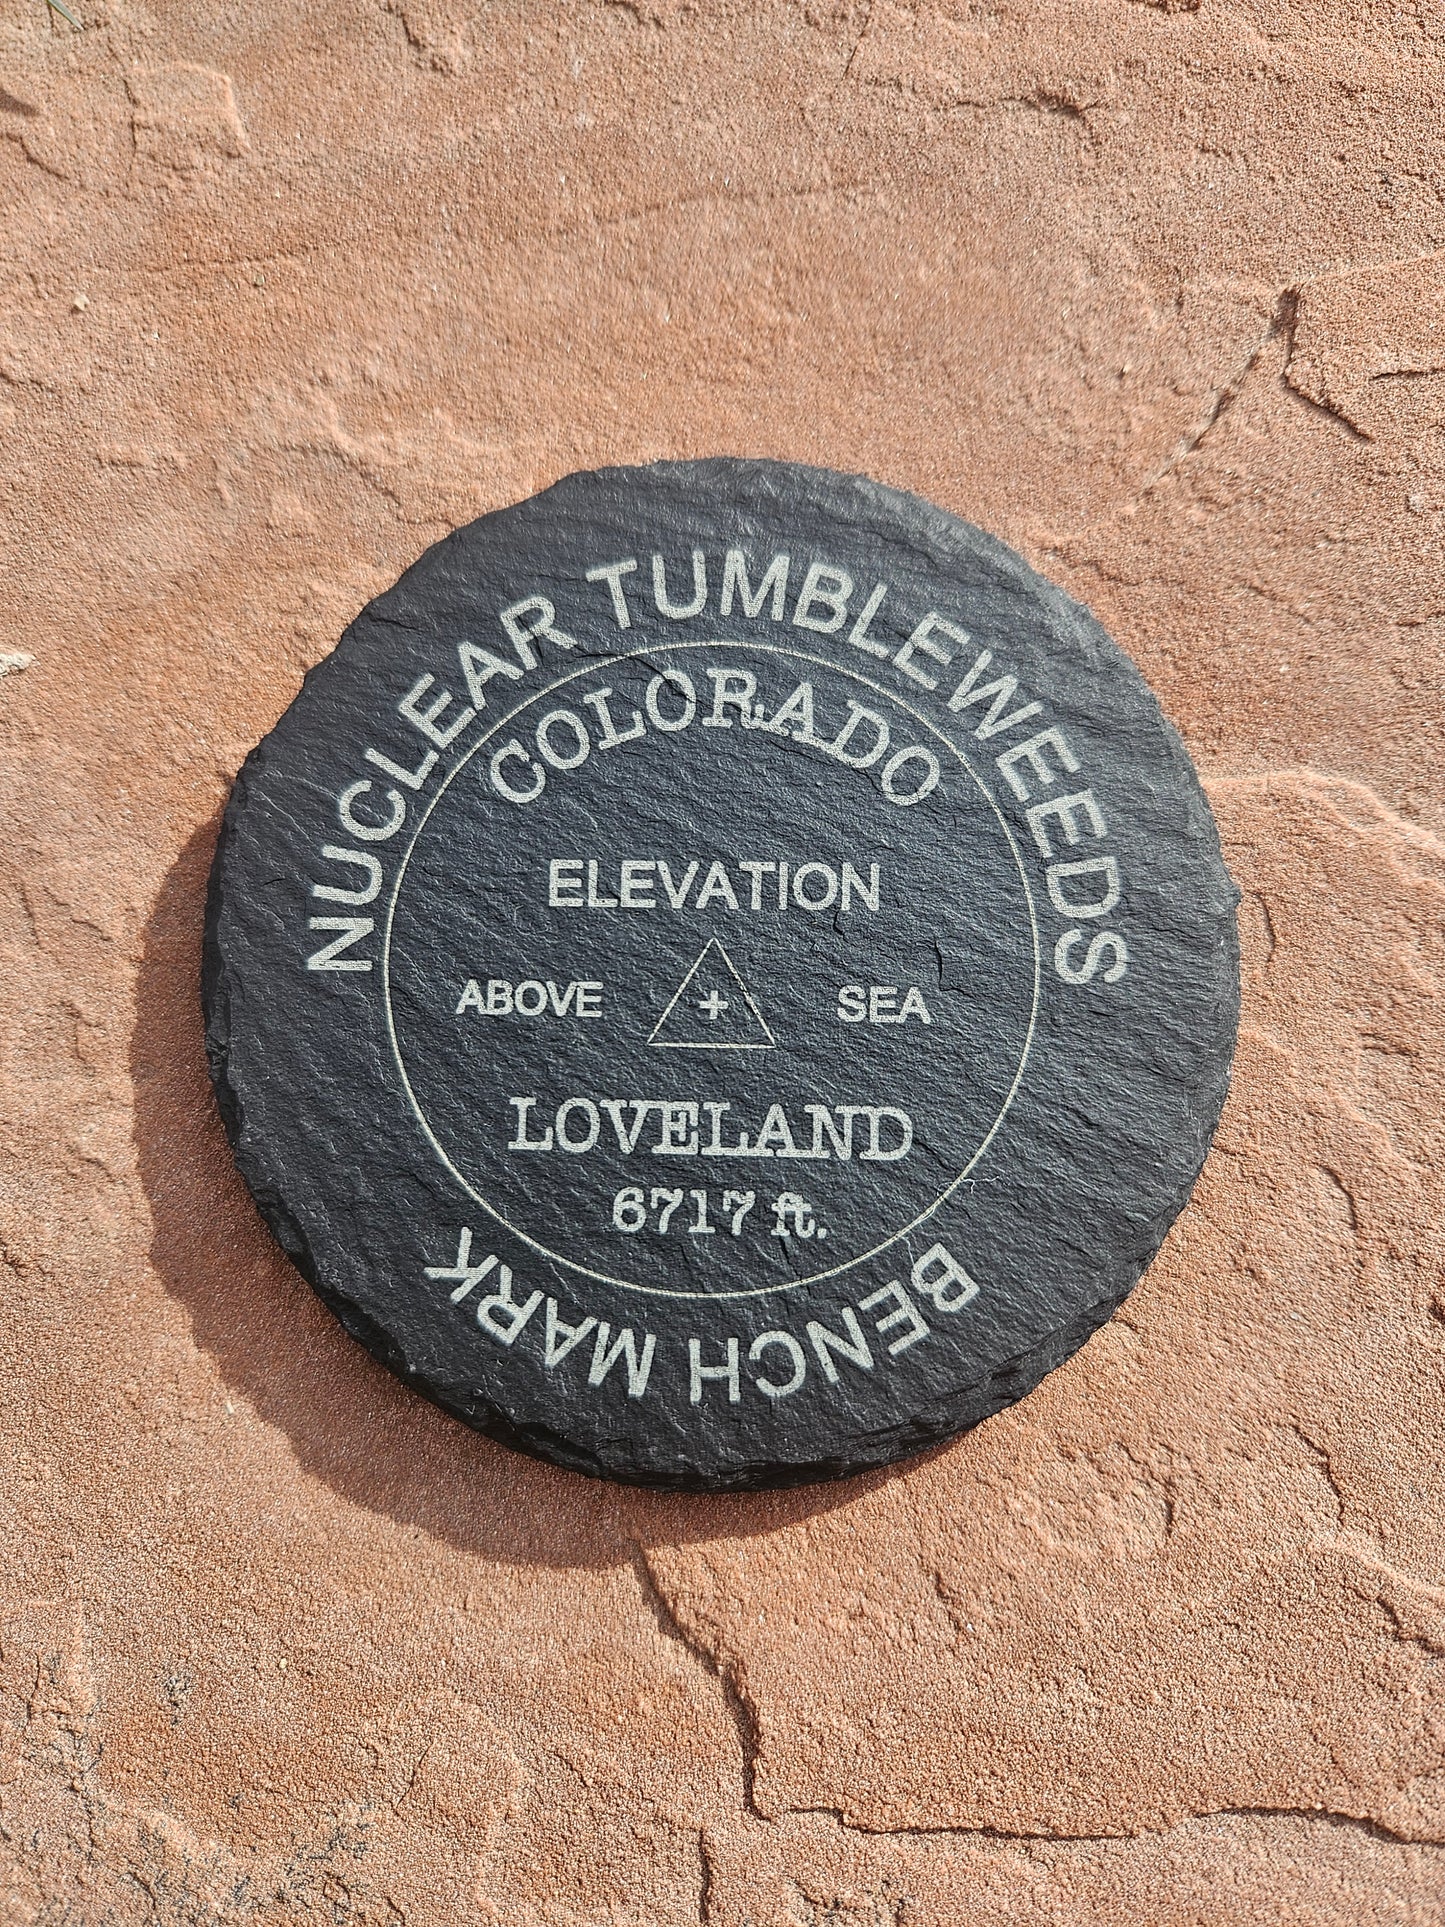 NUCLEAR TUMBLEWEEDS
COLORADO
ELEVATION
ABOVE + SEA
LOVELAND
6717 ft.
BENCH MARK